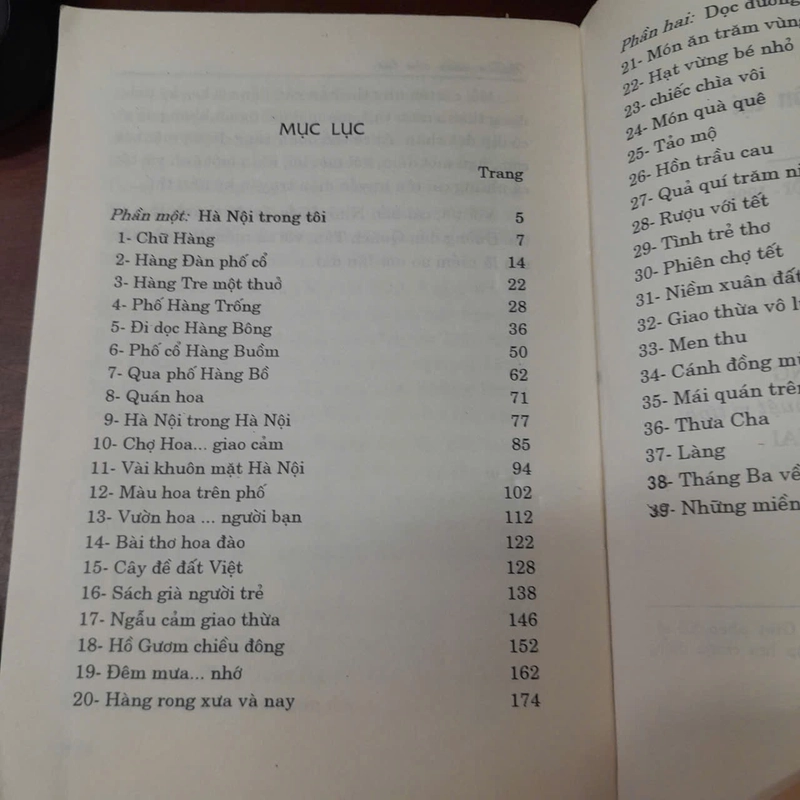 MỤC LỤC
Trang
Phần một: Hà Nội trong tôi 5
1- Chữ Hàng 7
2- Hàng Đàn phố cổ 14
3- Hàng Tre một thuở 22
4- Phố Hàng Trống 28
5- Đi dọc Hàng Bông 36
6- Phố cổ Hàng Buồm 50
7- Qua phố Hàng Bồ 62
8- Quán hoa 71
9- Hà Nội trong Hà Nội 77
10- Chợ Hoa... giao cảm 85
11- Vài khuôn mặt Hà Nội 94
12- Màu hoa trên phố 102
13- Vườn hoa ... người bạn 112
14- Bài thơ hoa đào 122
15- Cây đề đất Việt 128
16- Sách già người trẻ 138
17- Ngẫu cảm giao thừa 146
18- Hồ Gươm chiều đông 152
19- Đêm mưa... nhớ 162
20- Hàng rong xưa và nay 174
Phần hai: Dọc đường
21- Món ăn trăm vùng
22- Hạt vừng bé nhỏ
23- chiếc chìa vôi
24- Món quà quê
25- Tảo mộ
26- Hồn trầu cau
27- Quả quí trăm
28- Rượu với tết
29- Tình trẻ thơ
30- Phiên chợ tết
31- Niềm xuân đất
32- Giao thừa vô
33- Men thu
34- Cánh đồng
35- Mái quán trên
36- Thưa Cha
37- Làng
38- Tháng Ba về
39- Những miền